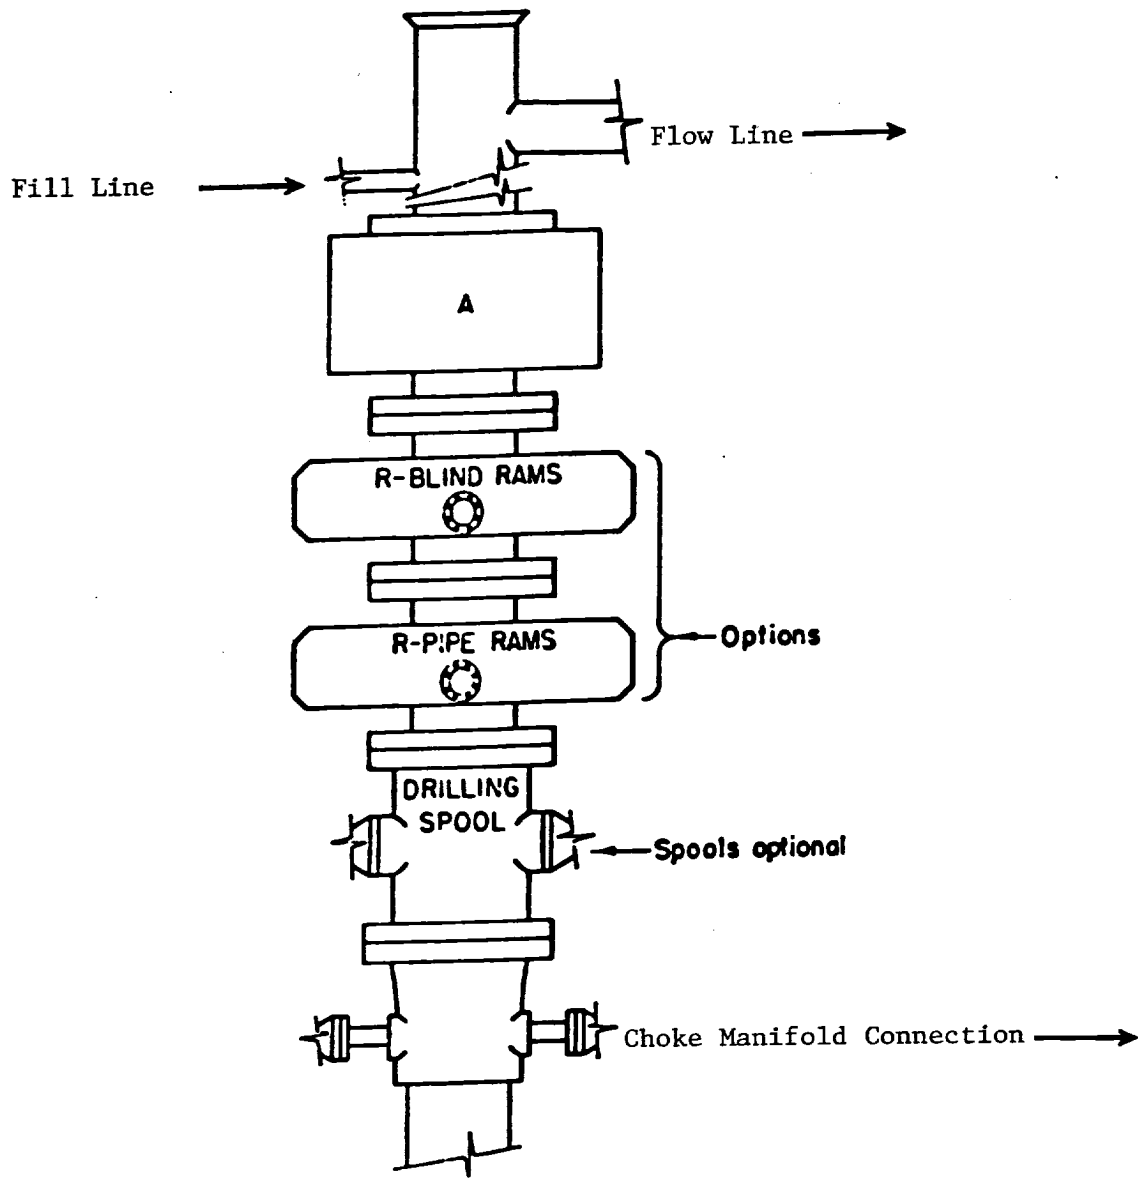 Flow Line
Fill Line
A
R-BLIND RAMS
R-PIPE RAMS
Options
DRILLING
SPOOL
Spools optional
Choke Manifold Connection